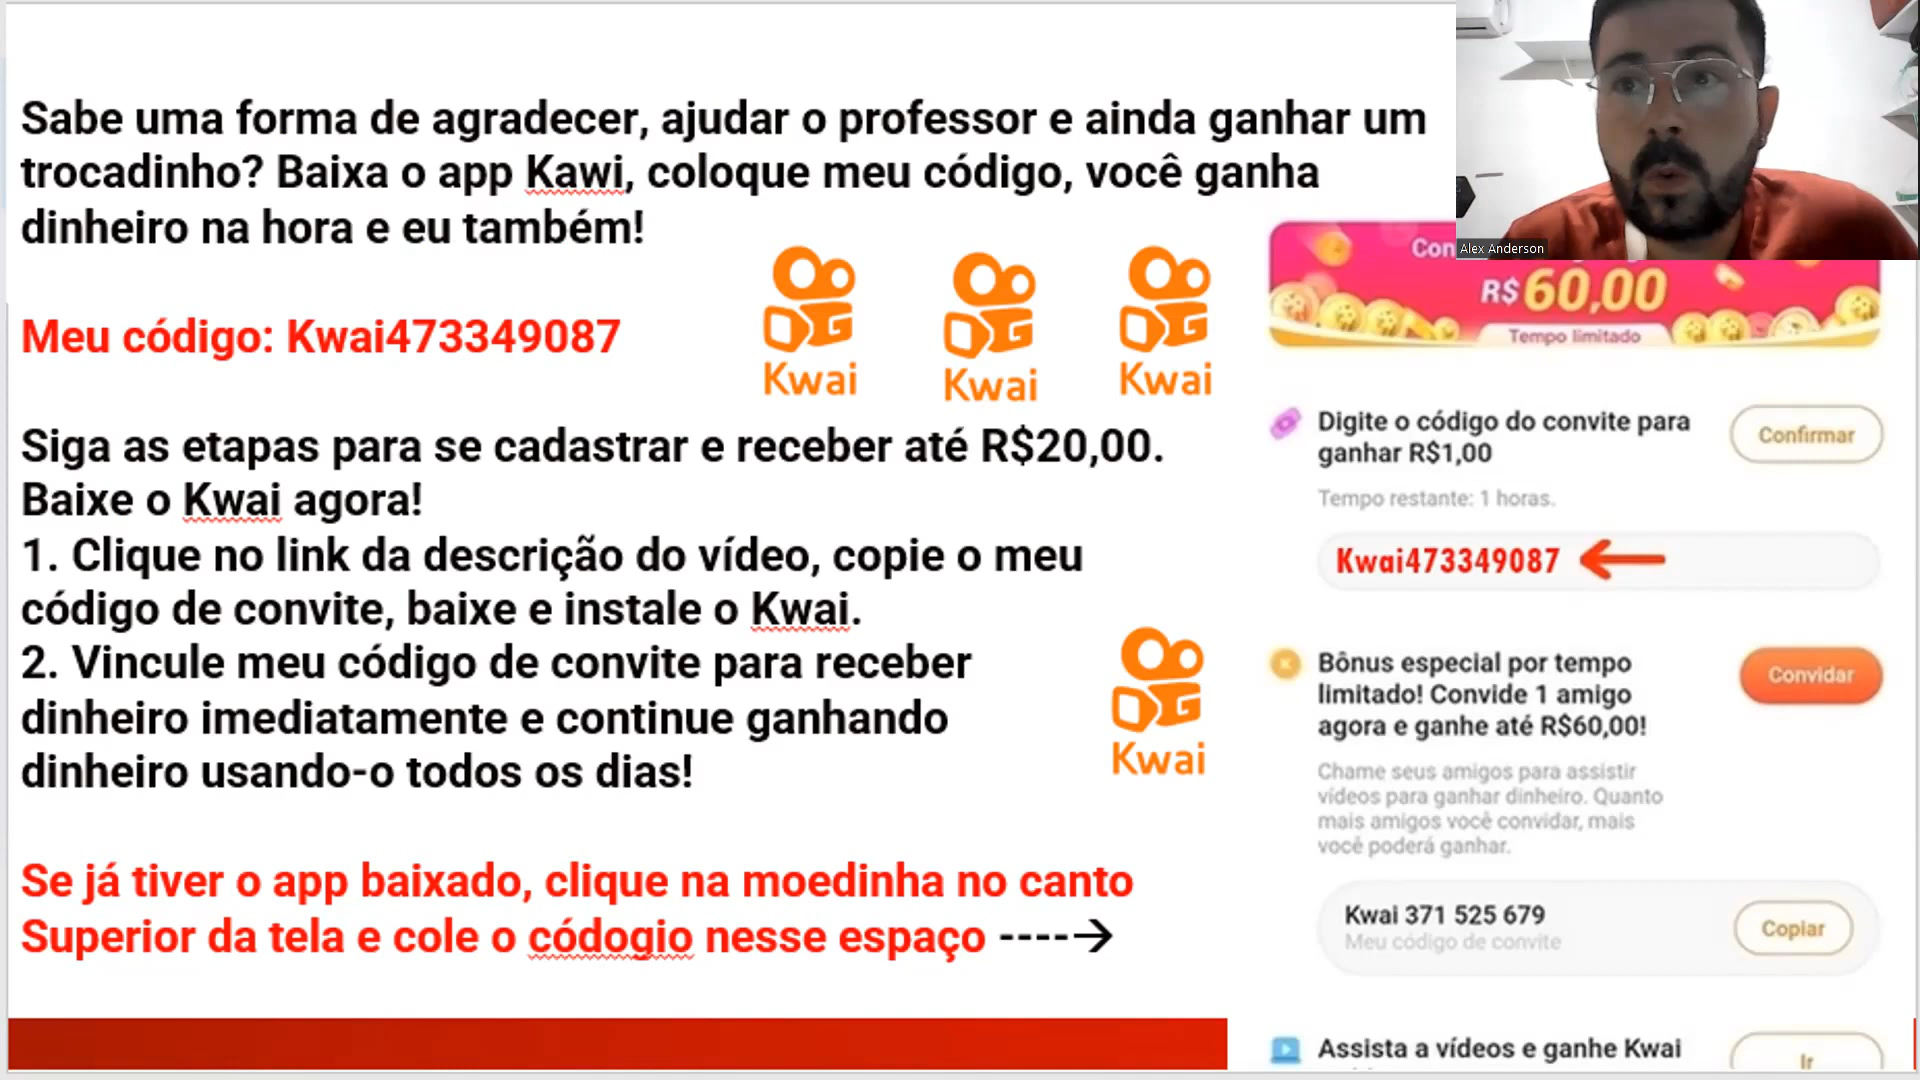 Sabe uma forma de agradecer, ajudar o professor e ainda ganhar um
trocadinho? Baixa o app Kawi, coloque meu código, você ganha
dinheiro na hora e eu também!
Meu código: Kwai473349087
Kwai
Kwai
Kwai
Siga as etapas para se cadastrar e receber até R$20,00.
Baixe o Kwai agora!
1. Clique no link da descrição do vídeo, copie o meu
código de convite, baixe e instale o Kwai.
2. Vincule meu código de convite para receber
dinheiro imediatamente e continue ganhando
dinheiro usando-o todos os dias!
Kwai
Se já tiver o app baixado, clique na moedinha no canto
Superior da tela e cole o códogio nesse espaço ---->
Alex Anderson
Con
R$60,00
Tempo limitado
Digite o código do convite para
ganhar R$1,00
Confirmar
Tempo restante: 1 horas.
Kwai473349087
Bônus especial por tempo
limitado! Convide 1 amigo
agora e ganhe até R$60,00!
Convidar
Chame seus amigos para assistir
vídeos para ganhar dinheiro. Quanto
mais amigos você convidar, mais
você poderá ganhar.
Kwai 371 525 679
Meu código de convite
Copiar
Assista a vídeos e ganhe Kwai
Ir